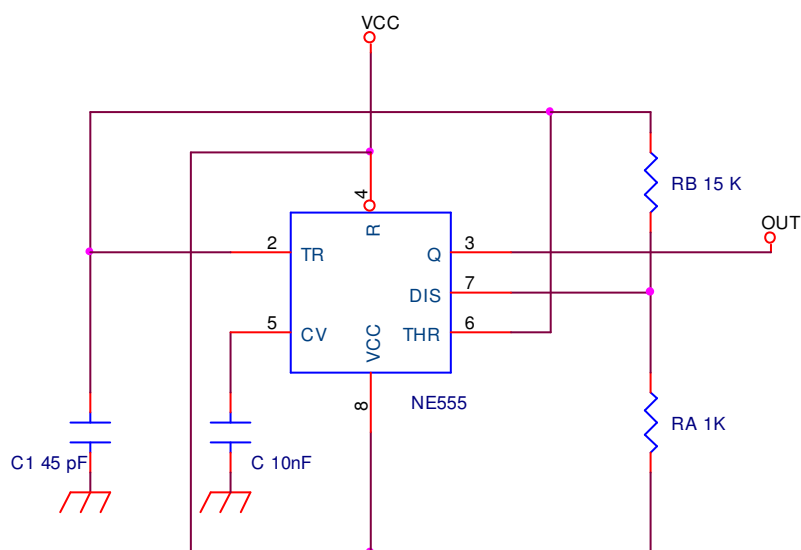 VCC
4
R
RB 15 K
OUT
2
TR
Q
3
DIS
7
5
CV
VCC
THR
6
8
NE555
RA 1K
C1 45 pF
C 10nF